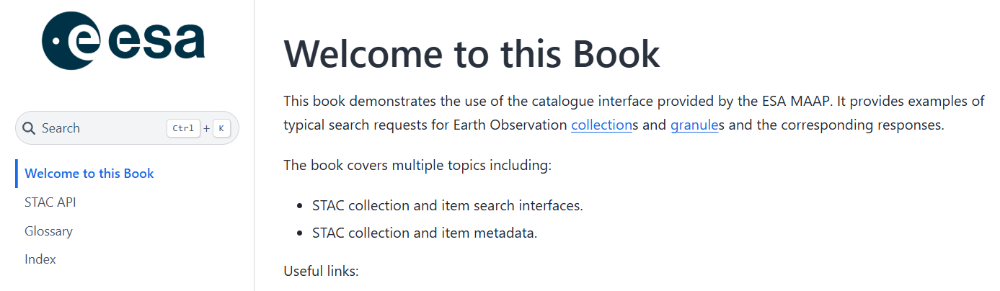 esa
Search Ctrl + K
Welcome to this Book
STAC API
Glossary
Index
Welcome to this Book
This book demonstrates the use of the catalogue interface provided by the ESA MAAP. It provides examples of
typical search requests for Earth Observation collections and granules and the corresponding responses.
The book covers multiple topics including:
• STAC collection and item search interfaces.
• STAC collection and item metadata.
Useful links: